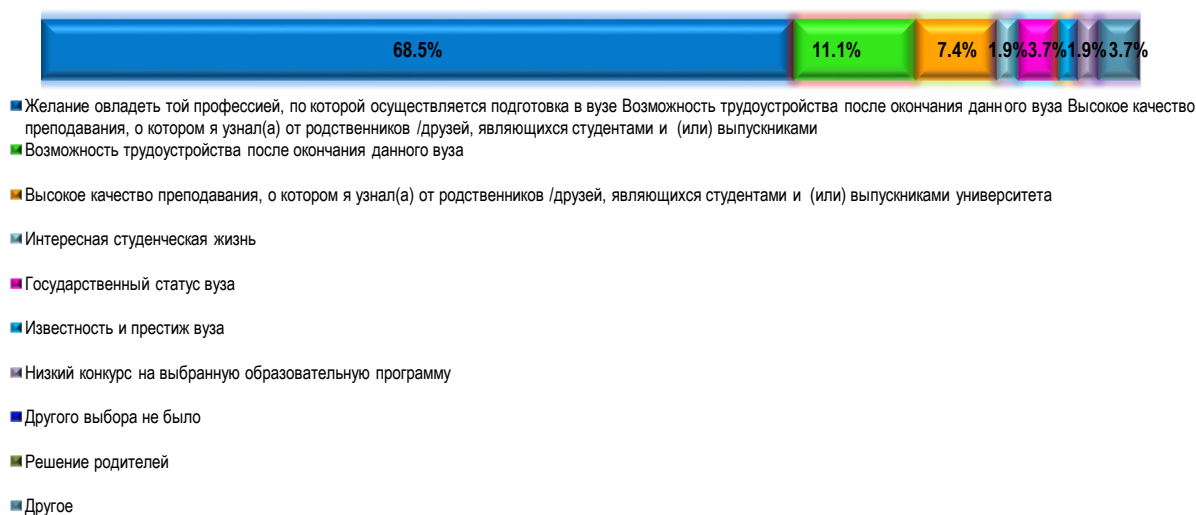 68.5% 11.1% 7.4% 1.9% 3.7% 1.9% 1.9% 3.7%
Желание овладеть той профессией, по которой осуществляется подготовка в вузе Возможность трудоустройства после окончания данного вуза Высокое качество
преподавания, о котором я узнал(а) от родственников /друзей, являющихся студентами и (или) выпускниками
Возможность трудоустройства после окончания данного вуза
Высокое качество преподавания, о котором я узнал(а) от родственников /друзей, являющихся студентами и (или) выпускниками университета
Интересная студенческая жизнь
Государственный статус вуза
Известность и престиж вуза
Низкий конкурс на выбранную образовательную программу
Другого выбора не было
Решение родителей
Другое